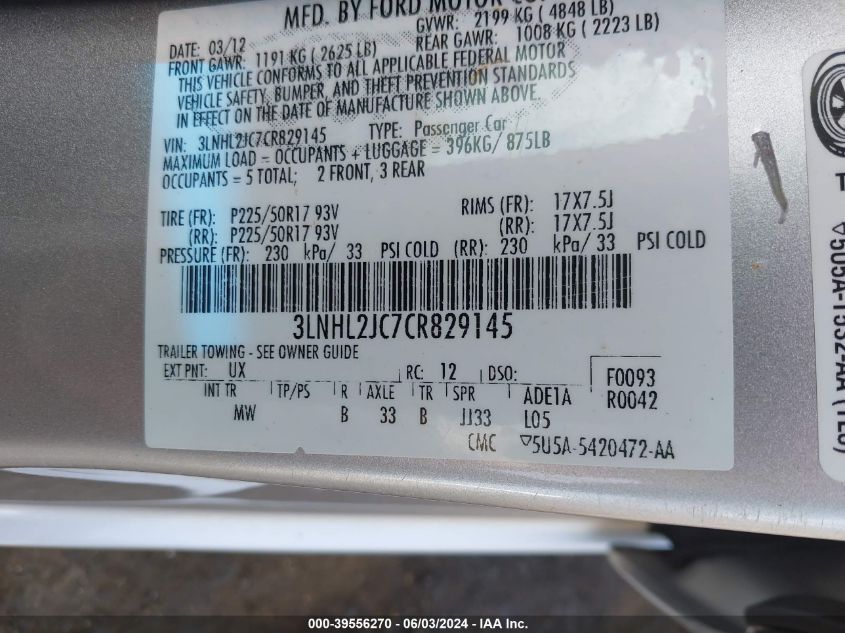 MFD. BY FORD MOTOR CO
DATE: 03/12
GVWR: 2199 KG ( 4848 LB)
FRONT GAWR: 1191 KG ( 2625 LB)
REAR GAWR: 1008 KG ( 2223 LB)
THIS VEHICLE CONFORMS TO ALL APPLICABLE FEDERAL MOTOR
VEHICLE SAFETY, BUMPER, AND THEFT PREVENTION STANDARDS
IN EFFECT ON THE DATE OF MANUFACTURE SHOWN ABOVE.
VIN: 3LNHL2JC7CR829145 TYPE: Passenger Car
MAXIMUM LOAD = OCCUPANTS + LUGGAGE = 396KG/ 875LB
OCCUPANTS = 5 TOTAL; 2 FRONT, 3 REAR
TIRE (FR): P225/50R17 93V RIMS (FR): 17X7.5J
(RR): P225/50R17 93V (RR): 17X7.5J
PRESSURE (FR): 230 kPa/ 33 PSI COLD (RR): 230 kPa/ 33 PSI COLD
3LNHL2JC7CR829145
TRAILER TOWING - SEE OWNER GUIDE
EXT PNT: UX RC: 12 DSO: F0093
INT TR TP/PS R AXLE TR SPR ADE1A R0042
MW B 33 B JJ33 L05
CMC ▽5U5A-5420472-AA
T
▽5U5A-1532-AA (TEO)
000-39556270 - 06/03/2024 - IAAI Inc.